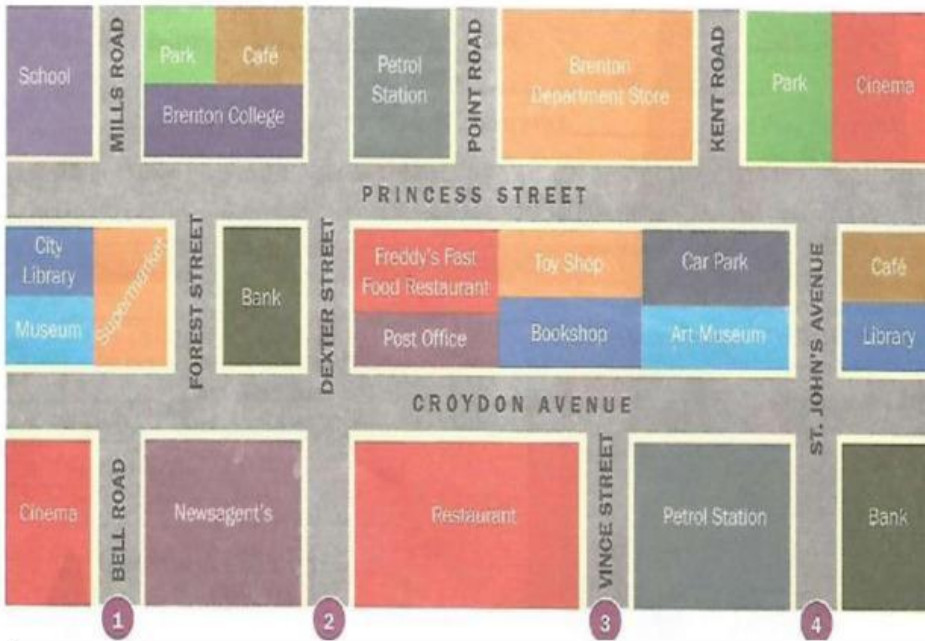 School
MILLS ROAD
Park
Café
Brenton College
Petrol
Station
POINT ROAD
Brenton
Department Store
KENT ROAD
Park
Cinema
PRINCESS STREET
City
Library
Museum
Supermarket
FOREST STREET
Bank
DEXTER STREET
Freddy's Fast
Food Restaurant
Post Office
Toy Shop
Bookshop
Car Park
Art Museum
ST. JOHN'S AVENUE
Café
Library
CROYDON AVENUE
Cinema
BELL ROAD
Newsagent's
Restaurant
VINCE STREET
Petrol Station
Bank
1
2
3
4